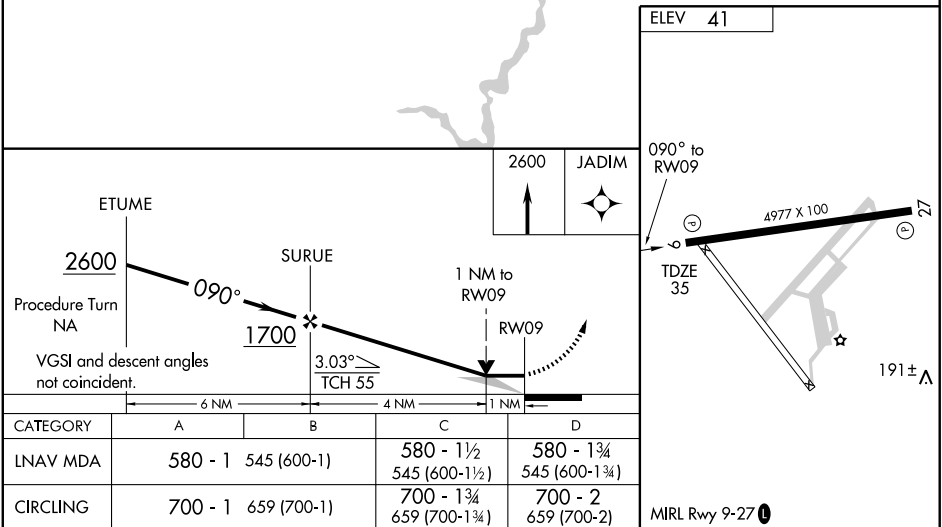 ELEV 41
2600 JADIM
090° to
RW09
4977 X 100
9
27
P
P
TDZE
35
191±
MIRL Rwy 9-27 L
ETUME
2600
090°
SURUE
1700
1 NM to
RW09
RW09
Procedure Turn
NA
VGSI and descent angles
not coincident.
3.03°
TCH 55
6 NM 4 NM 1 NM
CATEGORY A B C D
LNAV MDA 580 - 1 545 (600-1) 580 - 1½ 580 - 1¾
545 (600-1½) 545 (600-1¾)
CIRCLING 700 - 1 659 (700-1) 700 - 1¾ 700 - 2
659 (700-1¾) 659 (700-2)